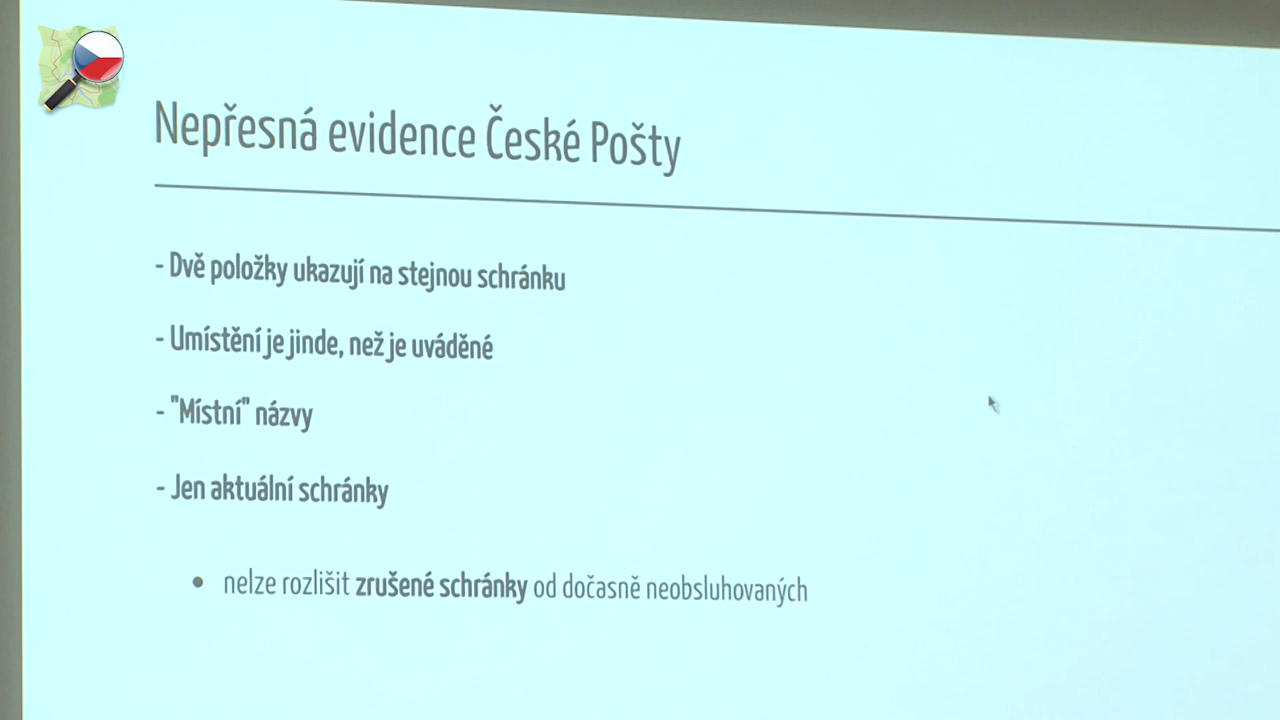 Nepřesná evidence České Pošty
- Dvě položky ukazují na stejnou schránku
- Umístění je jinde, než je uváděné
- "Místní" názvy
- Jen aktuální schránky
• nelze rozlišit zrušené schránky od dočasně neobsluhovaných